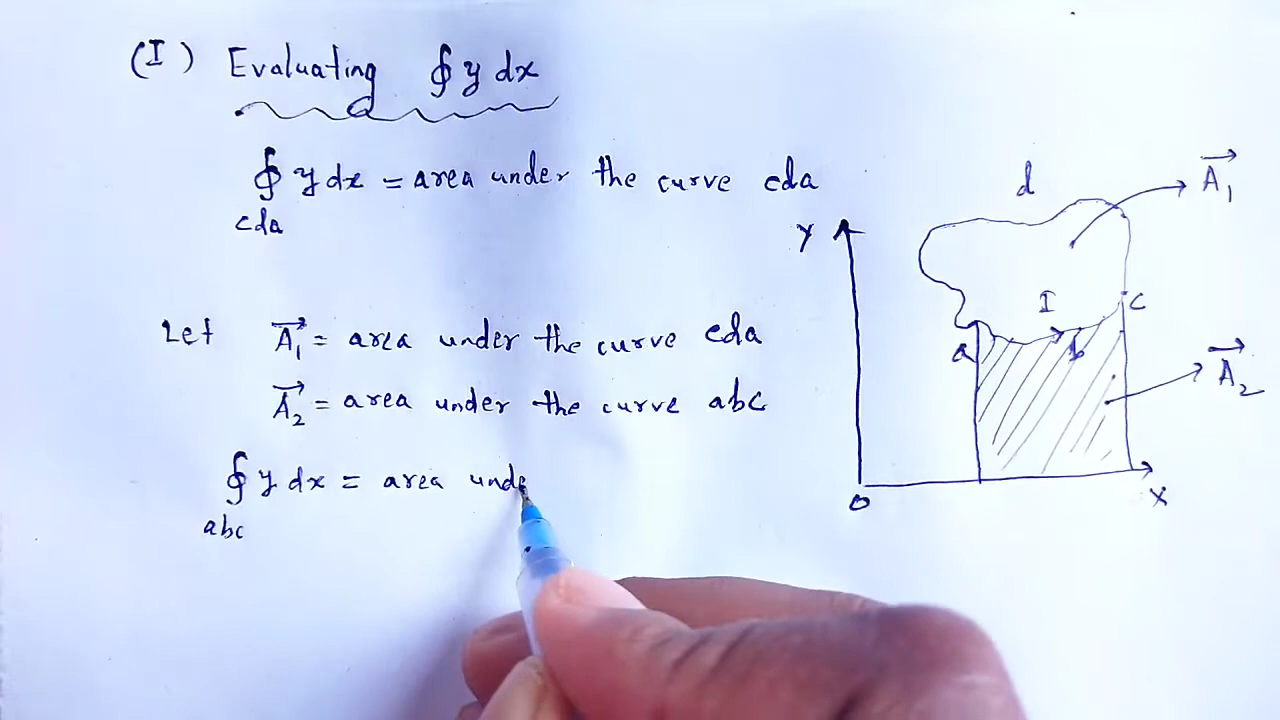 (I) Evaluating ∮ y dx
∮ y dx = area under the curve cda
cda
Let A₁⃗ = area under the curve cda
A₂⃗ = area under the curve abc
∮ y dx = area unde
abc
d
A₁⃗
Y
I
c
a
b
A₂⃗
O
X